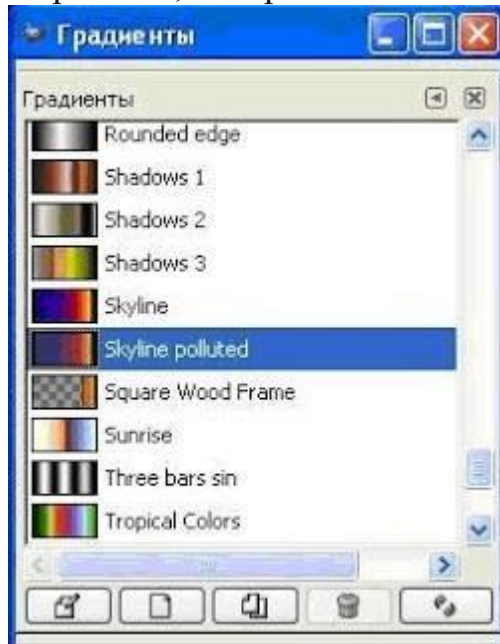 Градиенты
Градиенты
Rounded edge
Shadows 1
Shadows 2
Shadows 3
Skyline
Skyline polluted
Square Wood Frame
Sunrise
Three bars sin
Tropical Colors